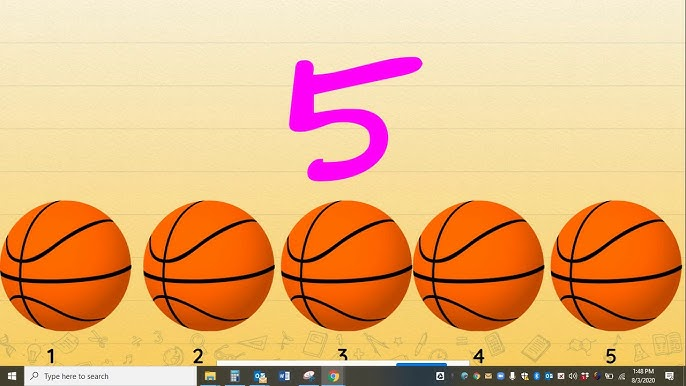 5
1 2 3 4 5
Type here to search
1:48 PM
8/3/2020